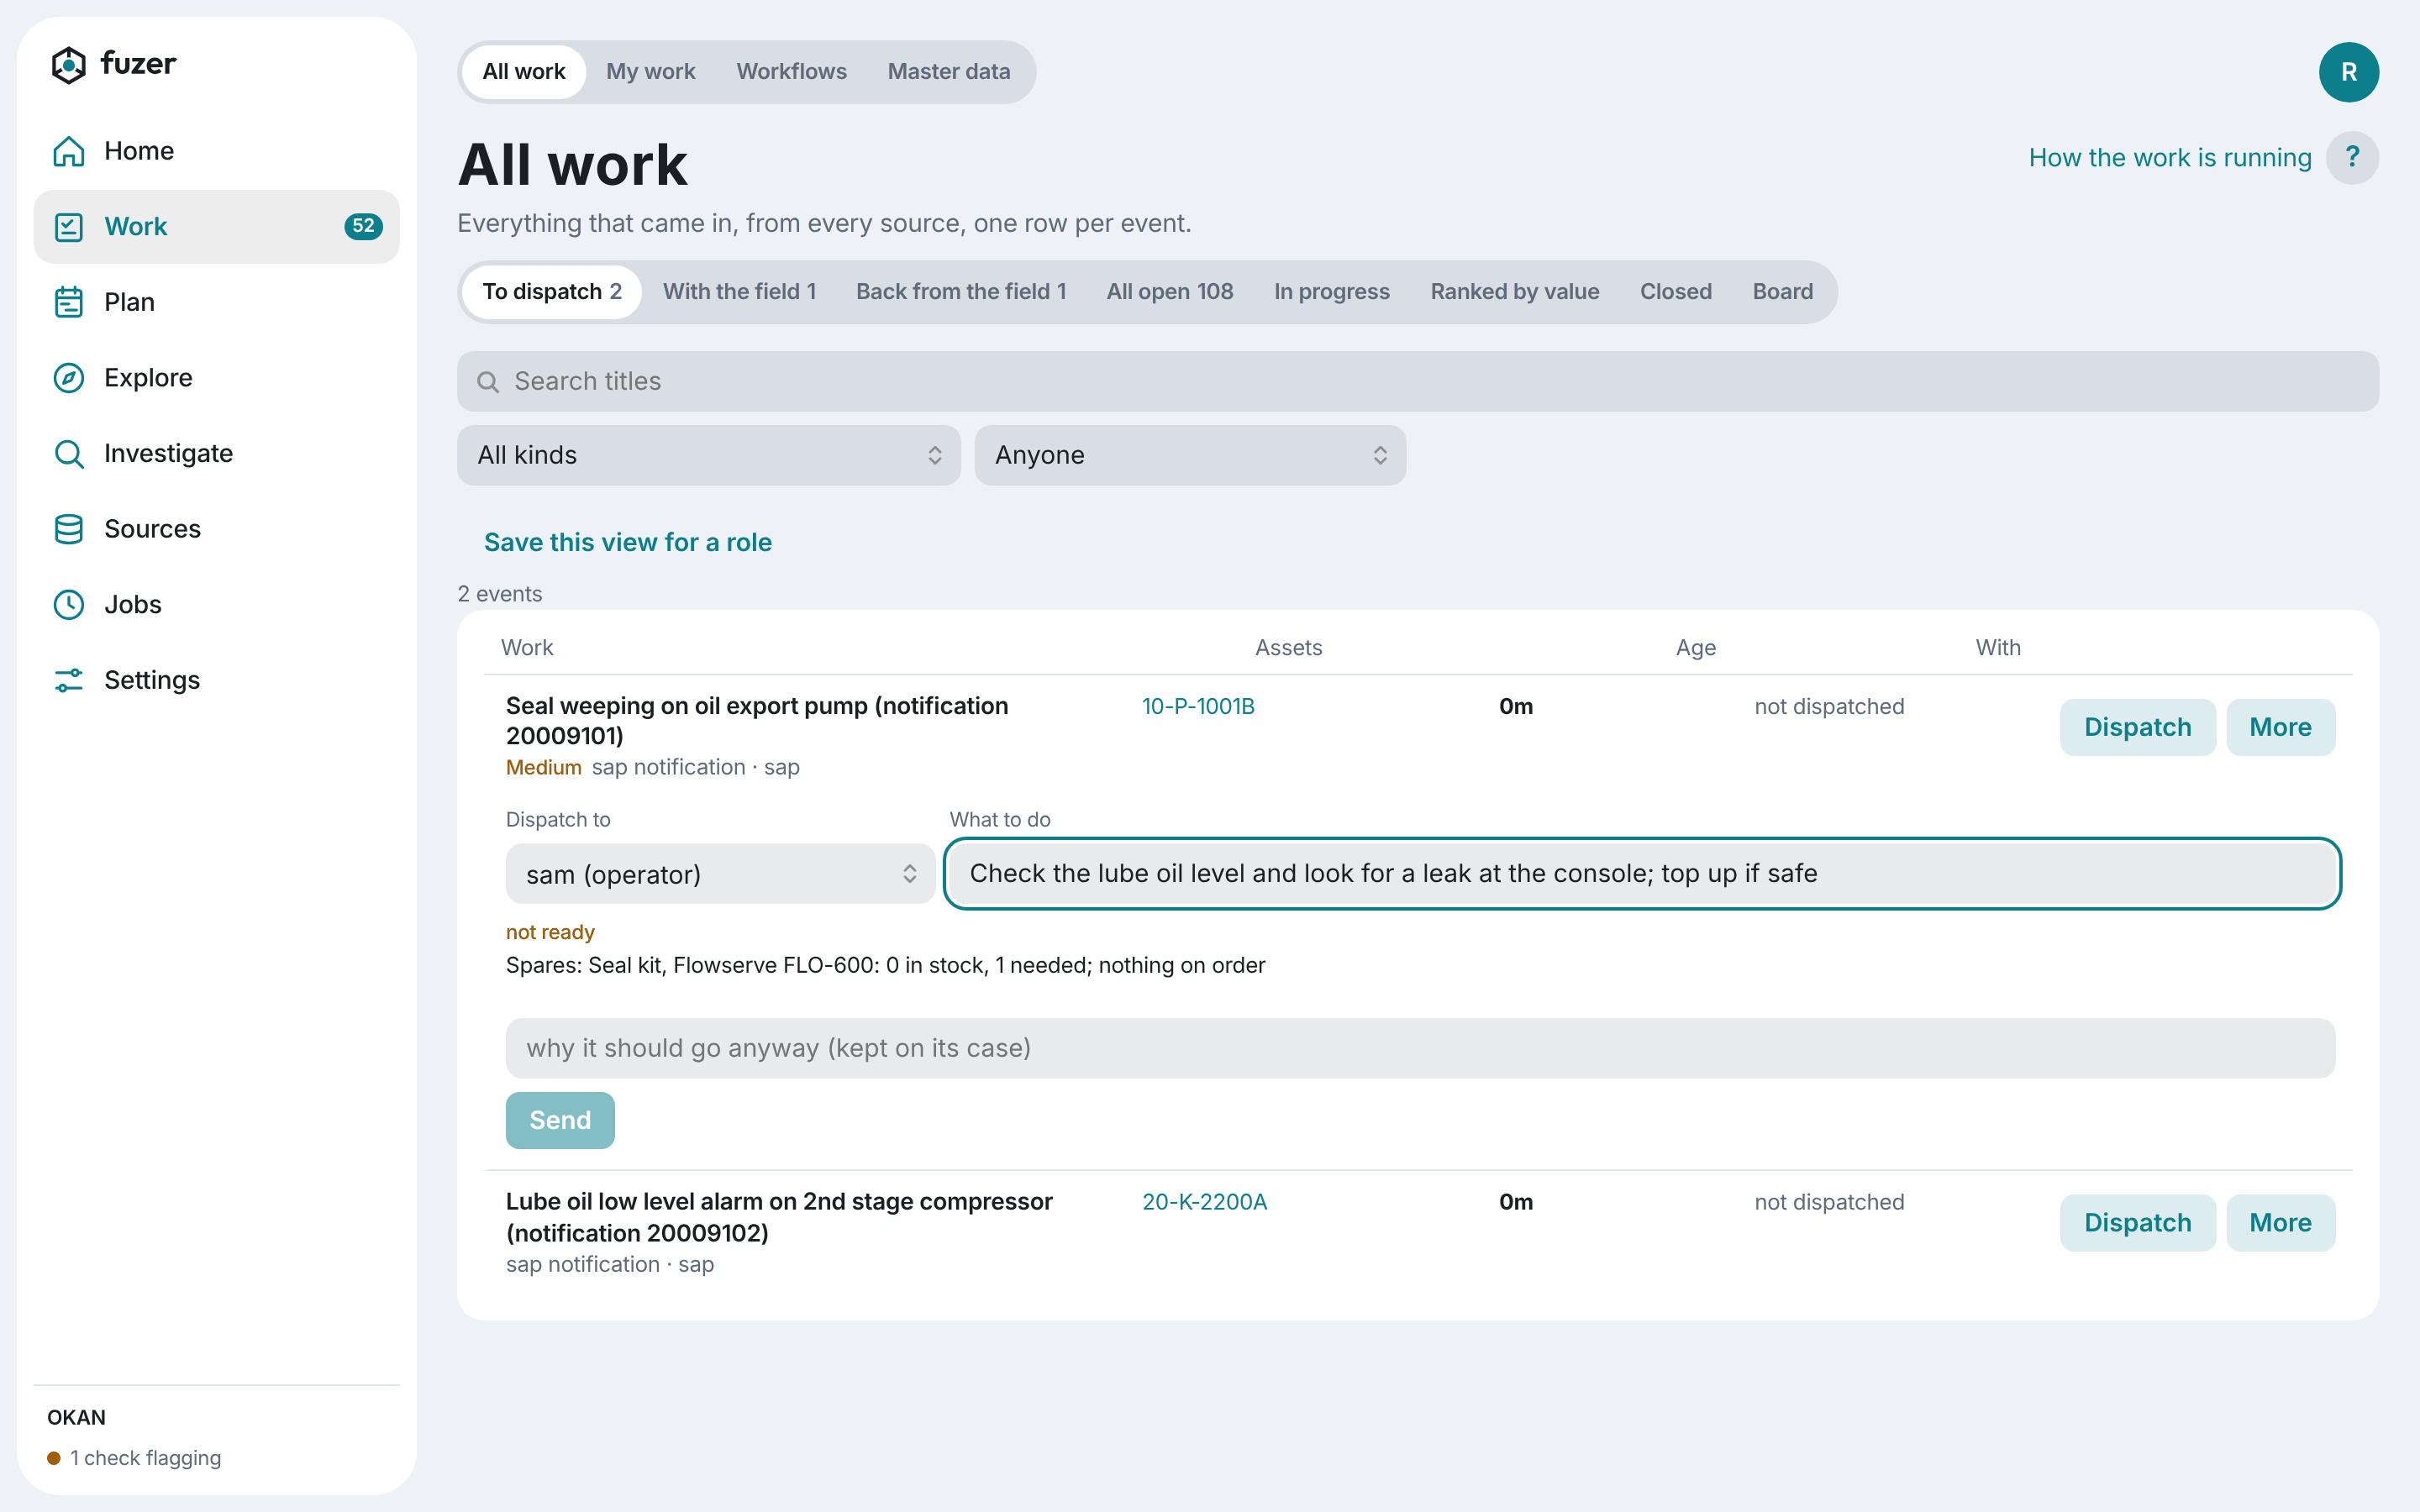 fuzer
Home
Work 52
Plan
Explore
Investigate
Sources
Jobs
Settings
OKAN
1 check flagging
All work My work Workflows Master data
R
All work
How the work is running ?
Everything that came in, from every source, one row per event.
To dispatch 2 With the field 1 Back from the field 1 All open 108 In progress Ranked by value Closed Board
Search titles
All kinds Anyone
Save this view for a role
2 events
Work Assets Age With
Seal weeping on oil export pump (notification 10-P-1001B 0m not dispatched Dispatch More
20009101)
Medium sap notification · sap
Dispatch to What to do
sam (operator) Check the lube oil level and look for a leak at the console; top up if safe
not ready
Spares: Seal kit, Flowserve FLO-600: 0 in stock, 1 needed; nothing on order
why it should go anyway (kept on its case)
Send
Lube oil low level alarm on 2nd stage compressor 20-K-2200A 0m not dispatched Dispatch More
(notification 20009102)
sap notification · sap